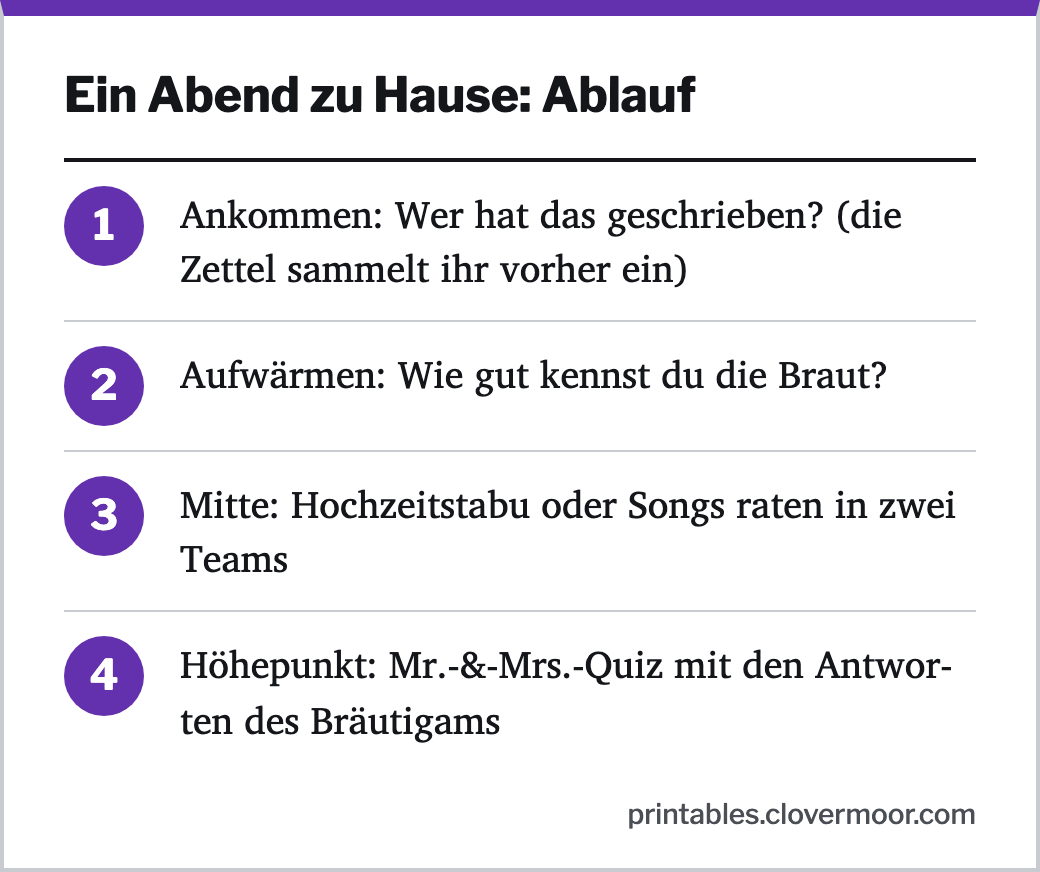 Ein Abend zu Hause: Ablauf
1
Ankommen: Wer hat das geschrieben? (die
Zettel sammelt ihr vorher ein)
2
Aufwärmen: Wie gut kennst du die Braut?
3
Mitte: Hochzeitstabu oder Songs raten in zwei
Teams
4
Höhepunkt: Mr.-&-Mrs.-Quiz mit den Antwor-
ten des Bräutigams
printables.clovermoor.com